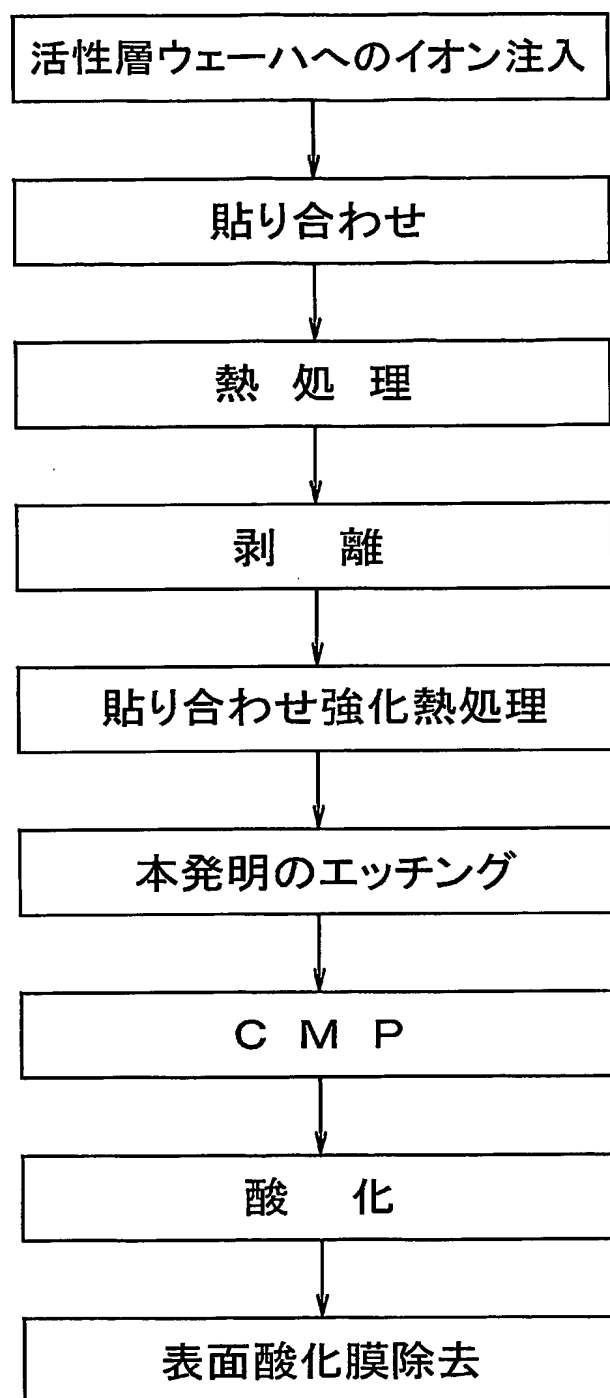 活性層ウェーハへのイオン注入
貼り合わせ
熱 処 理
剥 離
貼り合わせ強化熱処理
本発明のエッチング
C M P
酸 化
表面酸化膜除去